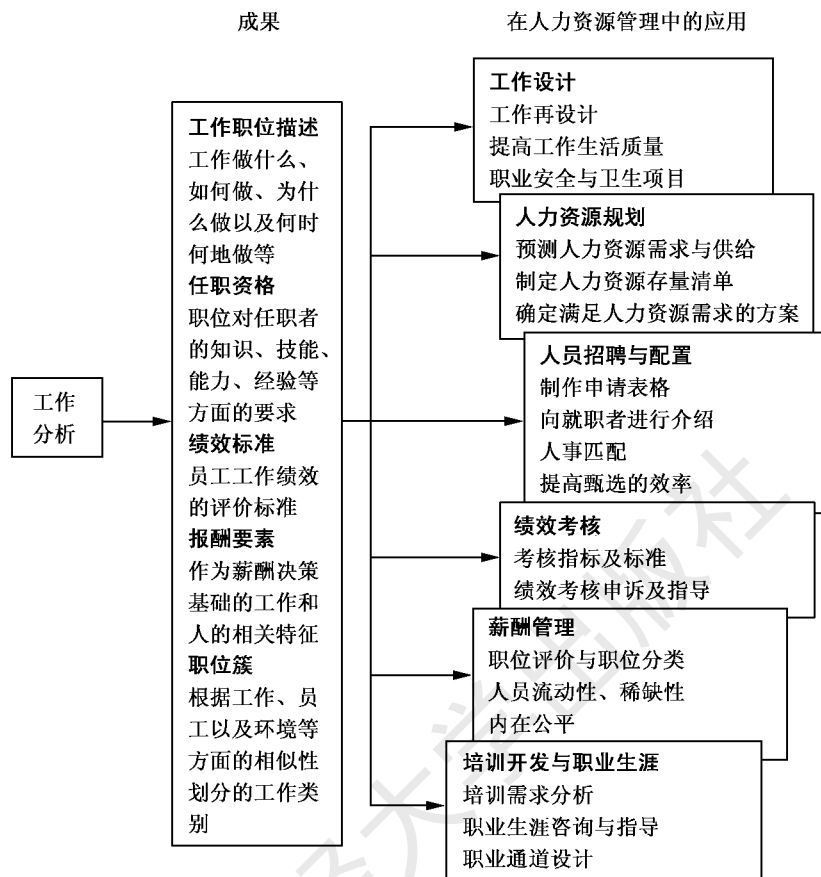 成果
在人力资源管理中的应用
工作
分析
工作职位描述
工作做什么、
如何做、为什
么做以及何时
何地做等
任职资格
职位对任职者
的知识、技能、
能力、经验等
方面的要求
绩效标准
员工工作绩效
的评价标准
报酬要素
作为薪酬决策
基础的工作和
人的相关特征
职位簇
根据工作、员
工以及环境等
方面的相似性
划分的工作类
别
工作设计
工作再设计
提高工作生活质量
职业安全与卫生项目
人力资源规划
预测人力资源需求与供给
制定人力资源存量清单
确定满足人力资源需求的方案
人员招聘与配置
制作申请表格
向就职者进行介绍
人事匹配
提高甄选的效率
绩效考核
考核指标及标准
绩效考核申诉及指导
薪酬管理
职位评价与职位分类
人员流动性、稀缺性
内在公平
培训开发与职业生涯
培训需求分析
职业生涯咨询与指导
职业通道设计
大学出版社